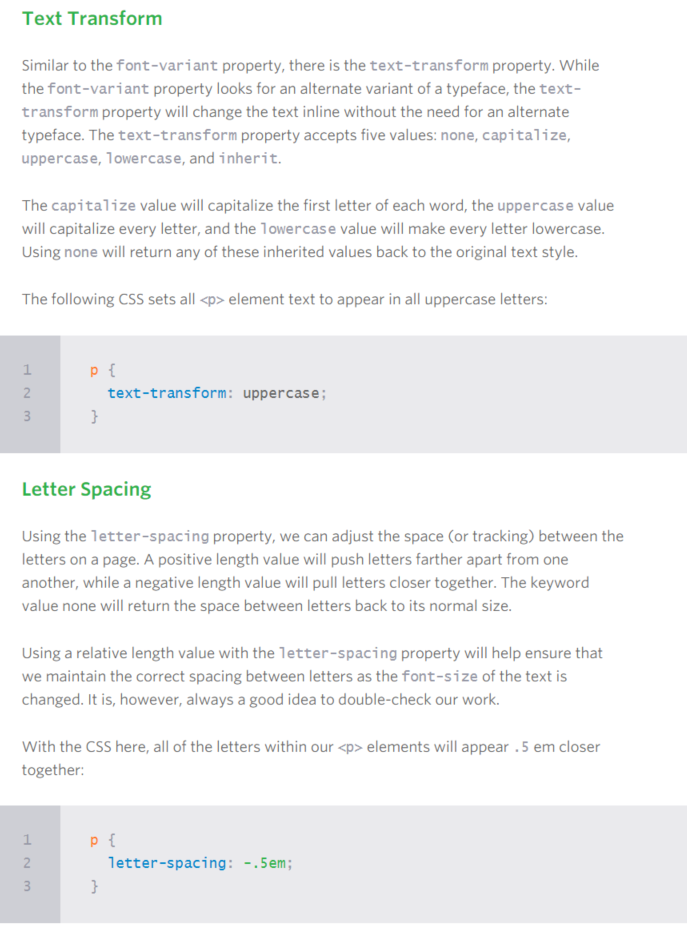 Text Transform
Similar to the font-variant property, there is the text-transform property. While
the font-variant property looks for an alternate variant of a typeface, the text-
transform property will change the text inline without the need for an alternate
typeface. The text-transform property accepts five values: none, capitalize,
uppercase, lowercase, and inherit.
The capitalize value will capitalize the first letter of each word, the uppercase value
will capitalize every letter, and the lowercase value will make every letter lowercase.
Using none will return any of these inherited values back to the original text style.
The following CSS sets all <p> element text to appear in all uppercase letters:
1 p {
2 text-transform: uppercase;
3 }
Letter Spacing
Using the letter-spacing property, we can adjust the space (or tracking) between the
letters on a page. A positive length value will push letters farther apart from one
another, while a negative length value will pull letters closer together. The keyword
value none will return the space between letters back to its normal size.
Using a relative length value with the letter-spacing property will help ensure that
we maintain the correct spacing between letters as the font-size of the text is
changed. It is, however, always a good idea to double-check our work.
With the CSS here, all of the letters within our <p> elements will appear .5 em closer
together:
1 p {
2 letter-spacing: -.5em;
3 }